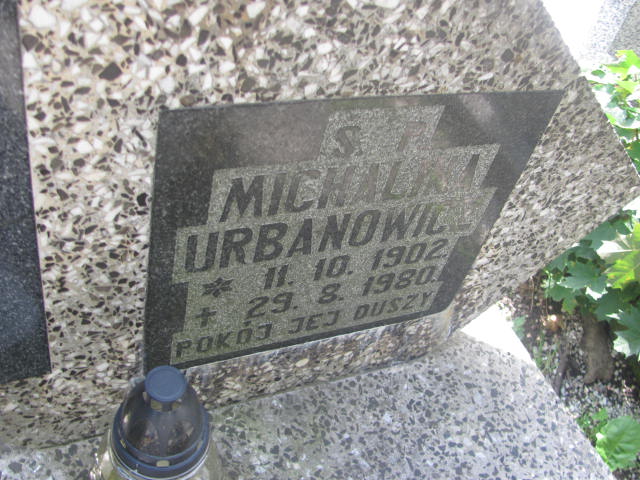 Ś. P.
MICHALINA
URBANOWICZ
* 11. 10. 1902
+ 29. 8. 1980.
POKÓJ JEJ DUSZY